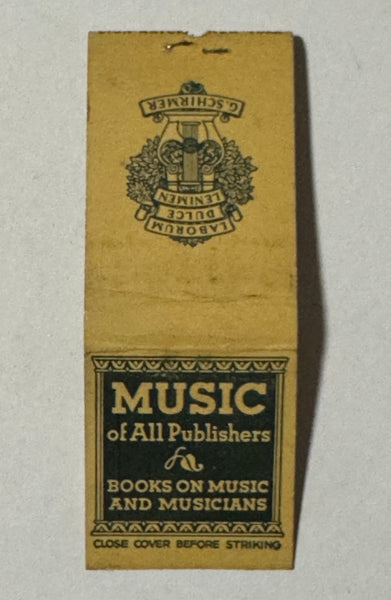 G. SCHIRMER
LABORUM
DULCE
LENIMEN
MUSIC
of All Publishers
BOOKS ON MUSIC
AND MUSICIANS
CLOSE COVER BEFORE STRIKING